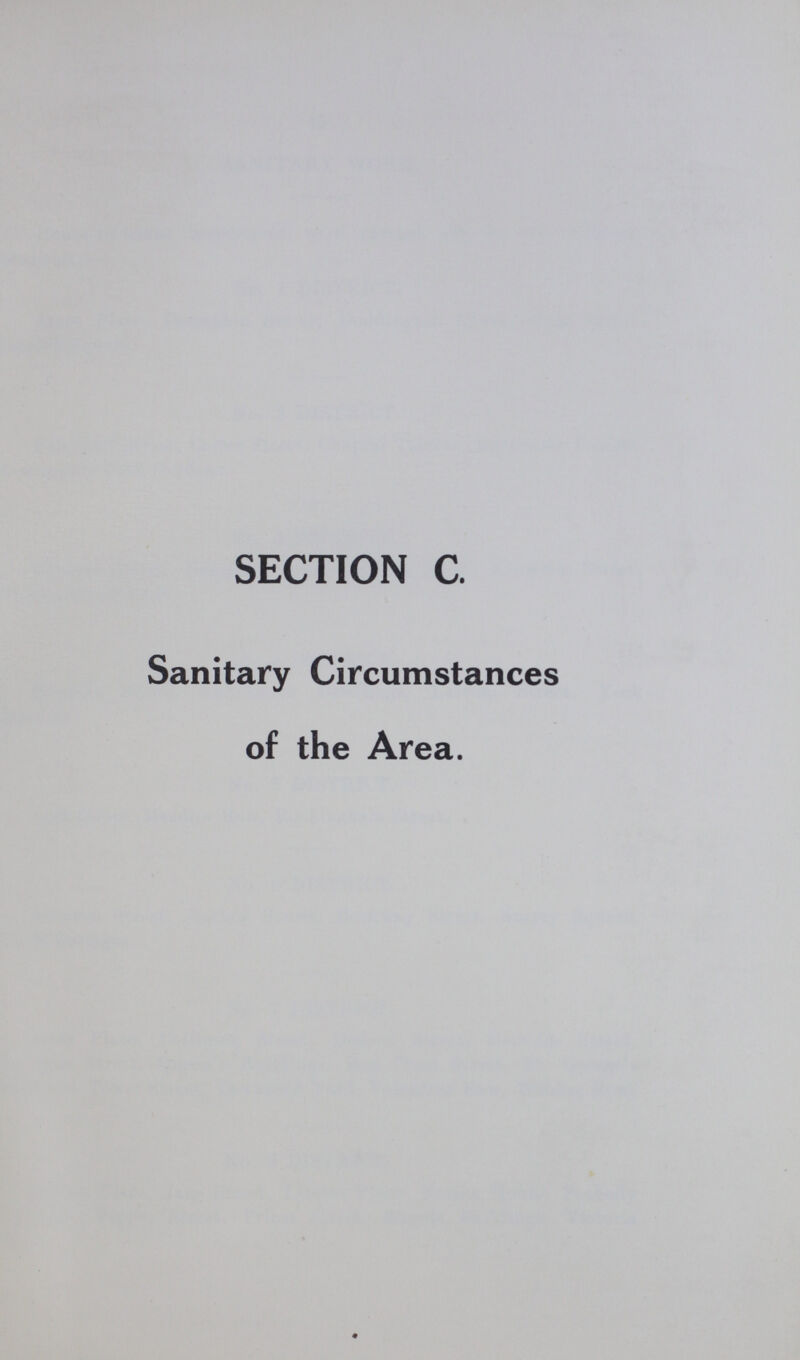 SECTION C.
Sanitary Circumstances
of the Area.